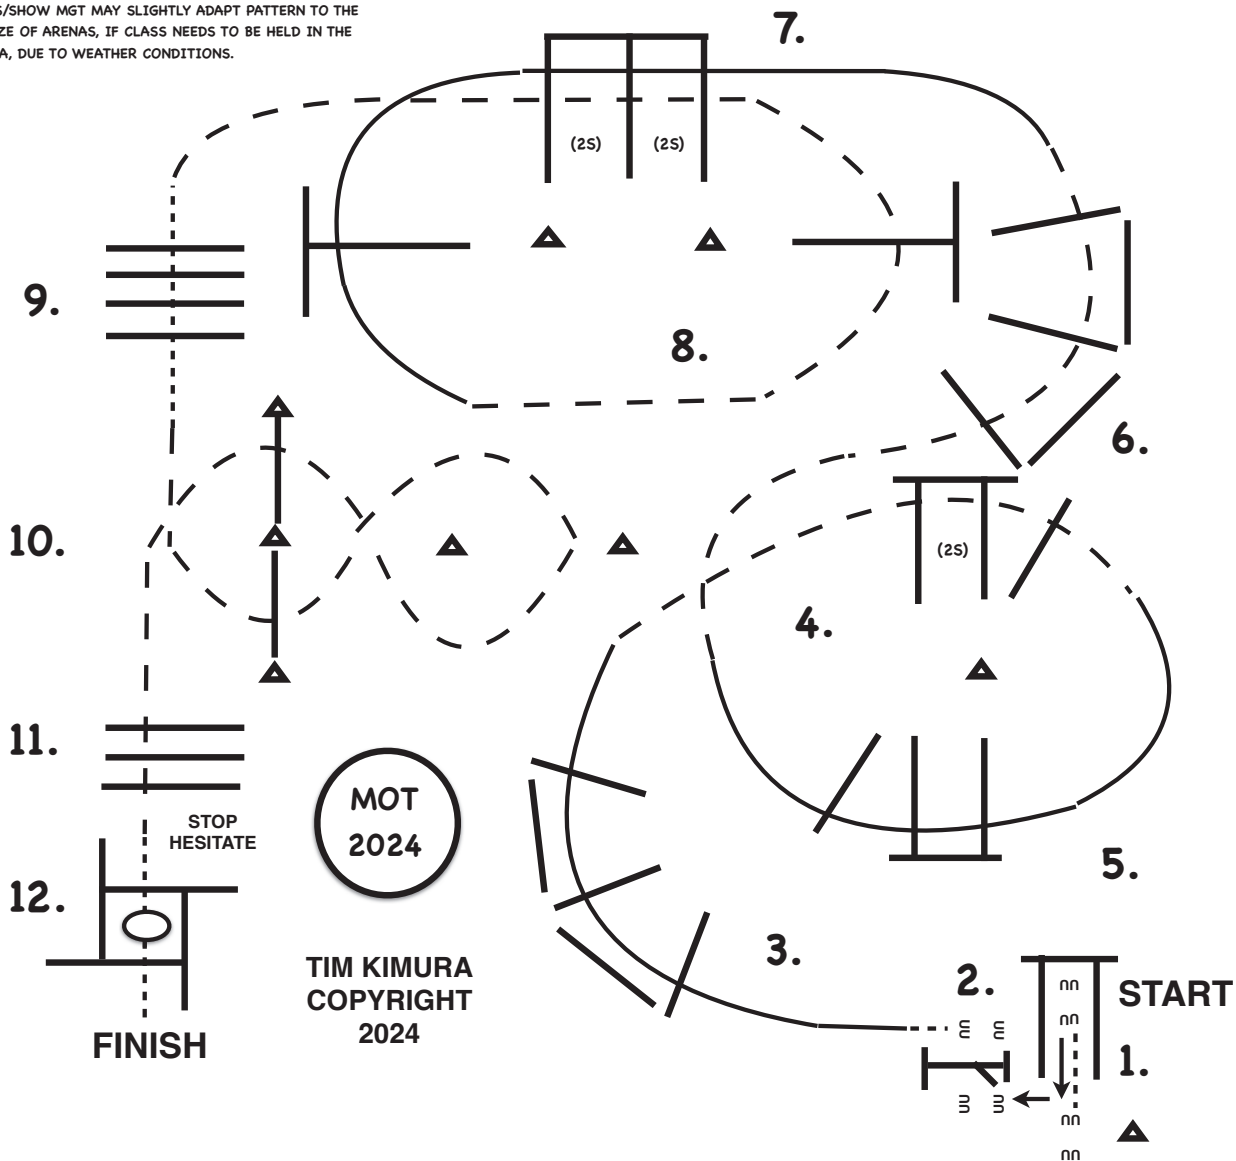 S/SHOW MGT MAY SLIGHTLY ADAPT PATTERN TO THE
ZE OF ARENAS, IF CLASS NEEDS TO BE HELD IN THE
A, DUE TO WEATHER CONDITIONS.
7.
(2S) (2S)
9.
8.
6.
10.
(2S)
4.
11.
MOT
2024
STOP
HESITATE
5.
12.
3.
TIM KIMURA
COPYRIGHT
2024
2.
START
FINISH
1.